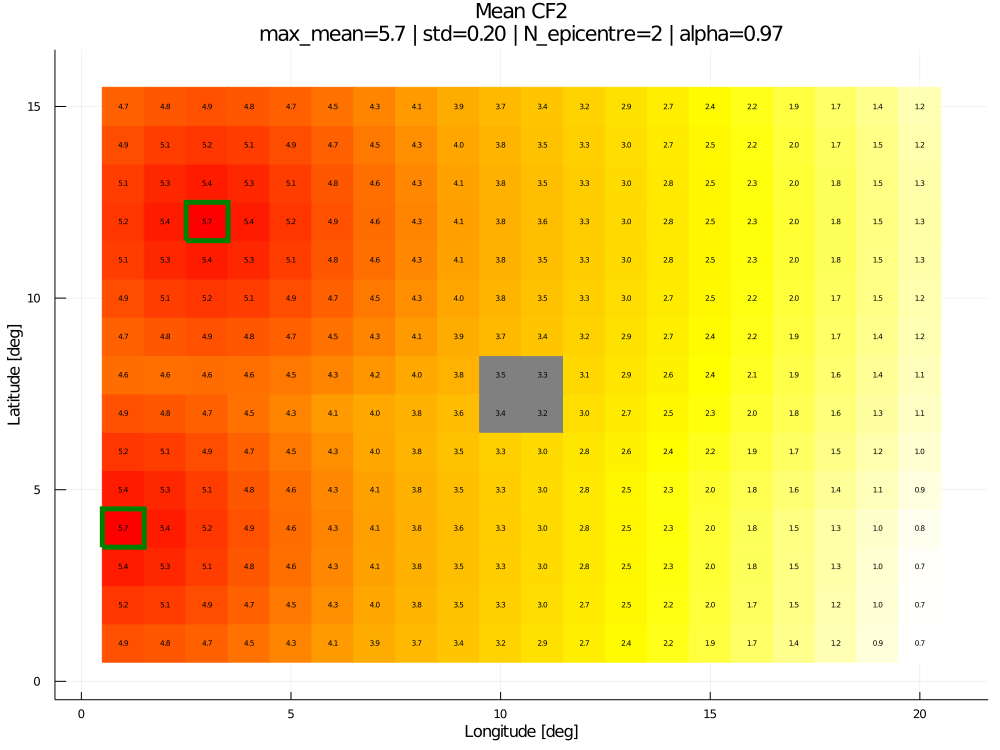 Mean CF2
max_mean=5.7 | std=0.20 | N_epicentre=2 | alpha=0.97
15 4.7 4.8 4.9 4.8 4.7 4.5 4.3 4.1 3.9 3.7 3.4 3.2 2.9 2.7 2.4 2.2 1.9 1.7 1.4 1.2
4.9 5.1 5.2 5.1 4.9 4.7 4.5 4.3 4.0 3.8 3.5 3.3 3.0 2.7 2.5 2.2 2.0 1.7 1.5 1.2
5.1 5.3 5.4 5.3 5.1 4.8 4.6 4.3 4.1 3.8 3.5 3.3 3.0 2.8 2.5 2.3 2.0 1.8 1.5 1.3
5.2 5.4 5.7 5.4 5.2 4.9 4.6 4.3 4.1 3.8 3.6 3.3 3.0 2.8 2.5 2.3 2.0 1.8 1.5 1.3
5.1 5.3 5.4 5.3 5.1 4.8 4.6 4.3 4.1 3.8 3.5 3.3 3.0 2.8 2.5 2.3 2.0 1.8 1.5 1.3
10 4.9 5.1 5.2 5.1 4.9 4.7 4.5 4.3 4.0 3.8 3.5 3.3 3.0 2.7 2.5 2.2 2.0 1.7 1.5 1.2
4.7 4.8 4.9 4.8 4.7 4.5 4.3 4.1 3.9 3.7 3.4 3.2 2.9 2.7 2.4 2.2 1.9 1.7 1.4 1.2
4.6 4.6 4.6 4.6 4.5 4.3 4.2 4.0 3.8 3.5 3.3 3.1 2.9 2.6 2.4 2.1 1.9 1.6 1.4 1.1
4.9 4.8 4.7 4.5 4.3 4.1 4.0 3.8 3.6 3.4 3.2 3.0 2.7 2.5 2.3 2.0 1.8 1.6 1.3 1.1
5.2 5.1 4.9 4.7 4.5 4.3 4.0 3.8 3.5 3.3 3.0 2.8 2.6 2.4 2.2 1.9 1.7 1.5 1.2 1.0
5 5.4 5.3 5.1 4.8 4.6 4.3 4.1 3.8 3.5 3.3 3.0 2.8 2.5 2.3 2.0 1.8 1.6 1.4 1.1 0.9
5.7 5.4 5.2 4.9 4.6 4.3 4.1 3.8 3.6 3.3 3.0 2.8 2.5 2.3 2.0 1.8 1.5 1.3 1.0 0.8
5.4 5.3 5.1 4.8 4.6 4.3 4.1 3.8 3.5 3.3 3.0 2.8 2.5 2.3 2.0 1.8 1.5 1.3 1.0 0.7
5.2 5.1 4.9 4.7 4.5 4.3 4.0 3.8 3.5 3.3 3.0 2.7 2.5 2.2 2.0 1.7 1.5 1.2 1.0 0.7
4.9 4.8 4.7 4.5 4.3 4.1 3.9 3.7 3.4 3.2 2.9 2.7 2.4 2.2 1.9 1.7 1.4 1.2 0.9 0.7
0
Latitude [deg]
0 5 10 15 20
Longitude [deg]